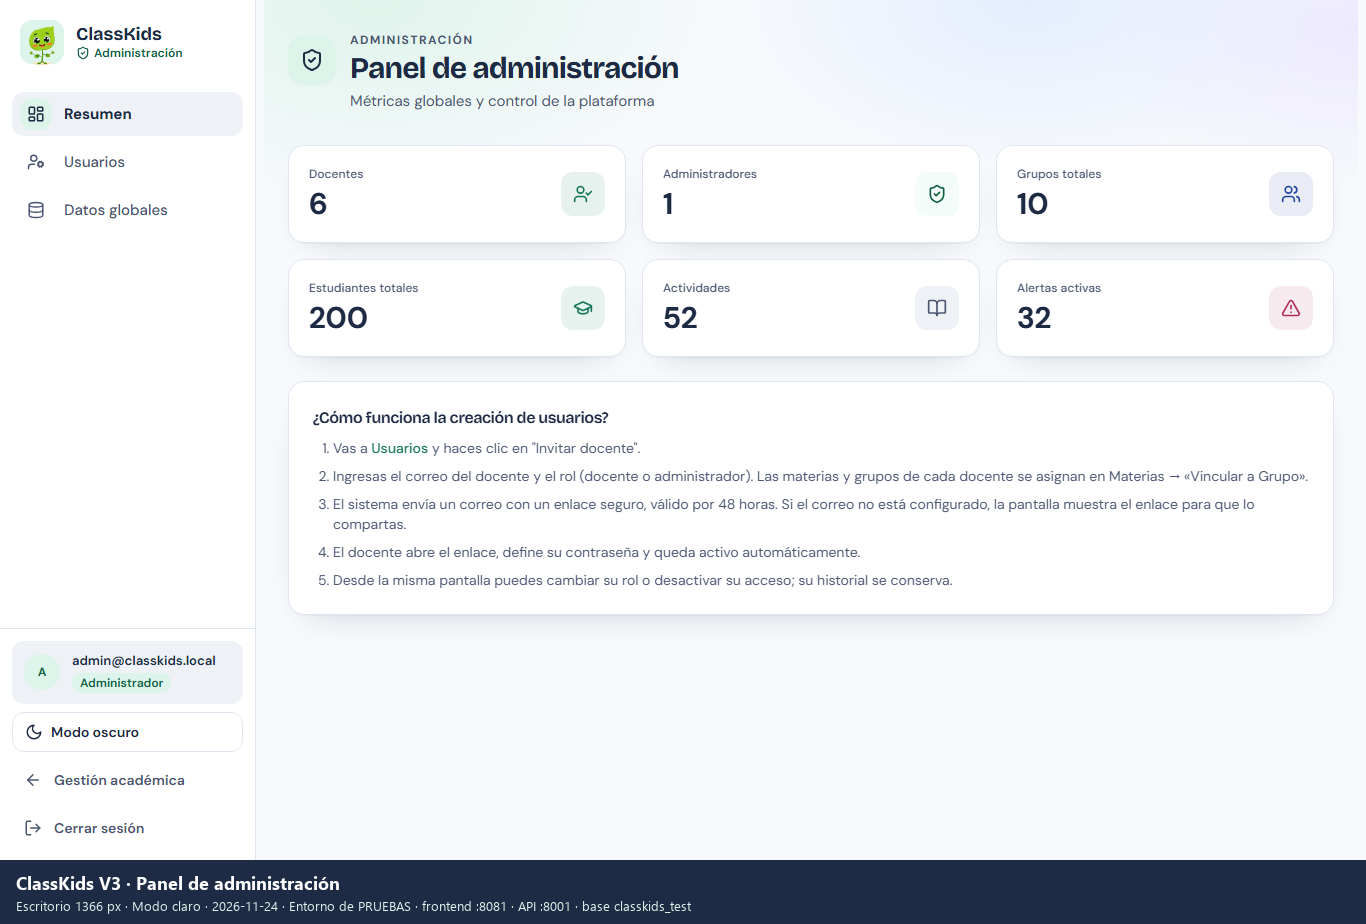 ClassKids
Administración
Resumen
Usuarios
Datos globales
admin@classkids.local
A
Administrador
Modo oscuro
Gestión académica
Cerrar sesión
ADMINISTRACIÓN
Panel de administración
Métricas globales y control de la plataforma
Docentes
6
Administradores
1
Grupos totales
10
Estudiantes totales
200
Actividades
52
Alertas activas
32
¿Cómo funciona la creación de usuarios?
1. Vas a Usuarios y haces clic en "Invitar docente".
2. Ingresas el correo del docente y el rol (docente o administrador). Las materias y grupos de cada docente se asignan en Materias → «Vincular a Grupo».
3. El sistema envía un correo con un enlace seguro, válido por 48 horas. Si el correo no está configurado, la pantalla muestra el enlace para que lo
compartas.
4. El docente abre el enlace, define su contraseña y queda activo automáticamente.
5. Desde la misma pantalla puedes cambiar su rol o desactivar su acceso; su historial se conserva.
ClassKids V3 · Panel de administración
Escritorio 1366 px · Modo claro · 2026-11-24 · Entorno de PRUEBAS · frontend :8081 · API :8001 · base classkids_test